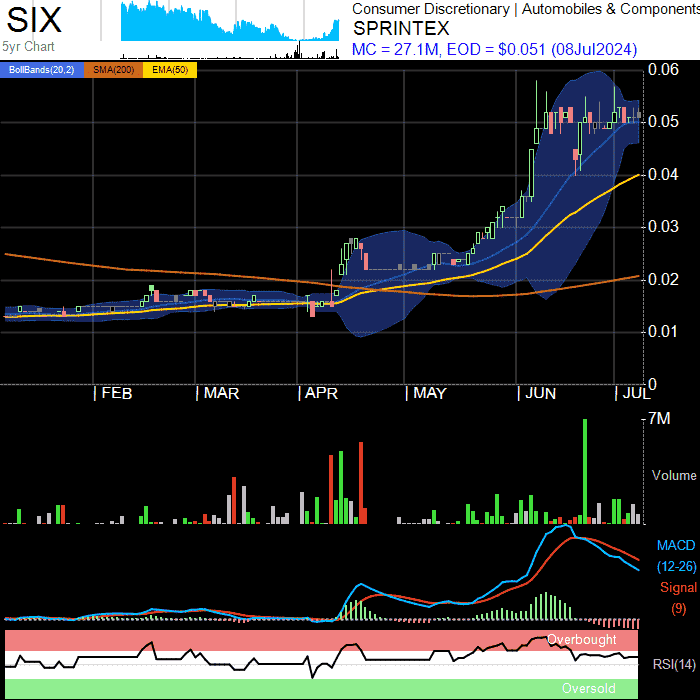 SIX
5yr Chart
Consumer Discretionary | Automobiles & Components
SPRINTEX
MC = 27.1M, EOD = $0.051 (08Jul2024)
BollBands(20,2) SMA(200) EMA(50)
0.06
0.05
0.04
0.03
0.02
0.01
0
| FEB | MAR | APR | MAY | JUN | JUL
7M
Volume
MACD
(12-26)
Signal
(9)
Overbought
RSI(14)
Oversold